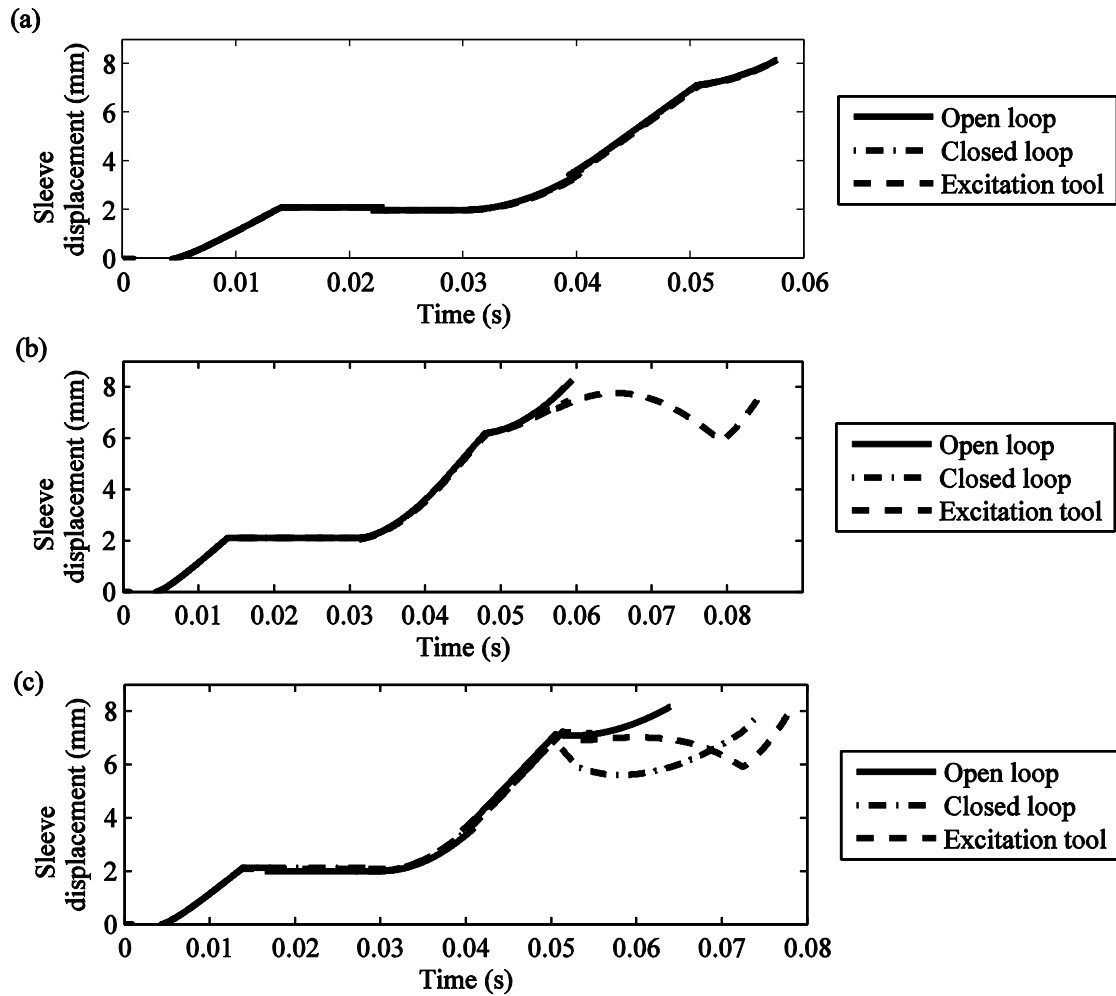 (a)
Sleeve
displacement (mm)
8
6
4
2
0
0 0.01 0.02 0.03 0.04 0.05 0.06
Time (s)
Open loop
Closed loop
Excitation tool
(b)
Sleeve
displacement (mm)
8
6
4
2
0
0 0.01 0.02 0.03 0.04 0.05 0.06 0.07 0.08
Time (s)
Open loop
Closed loop
Excitation tool
(c)
Sleeve
displacement (mm)
8
6
4
2
0
0 0.01 0.02 0.03 0.04 0.05 0.06 0.07 0.08
Time (s)
Open loop
Closed loop
Excitation tool